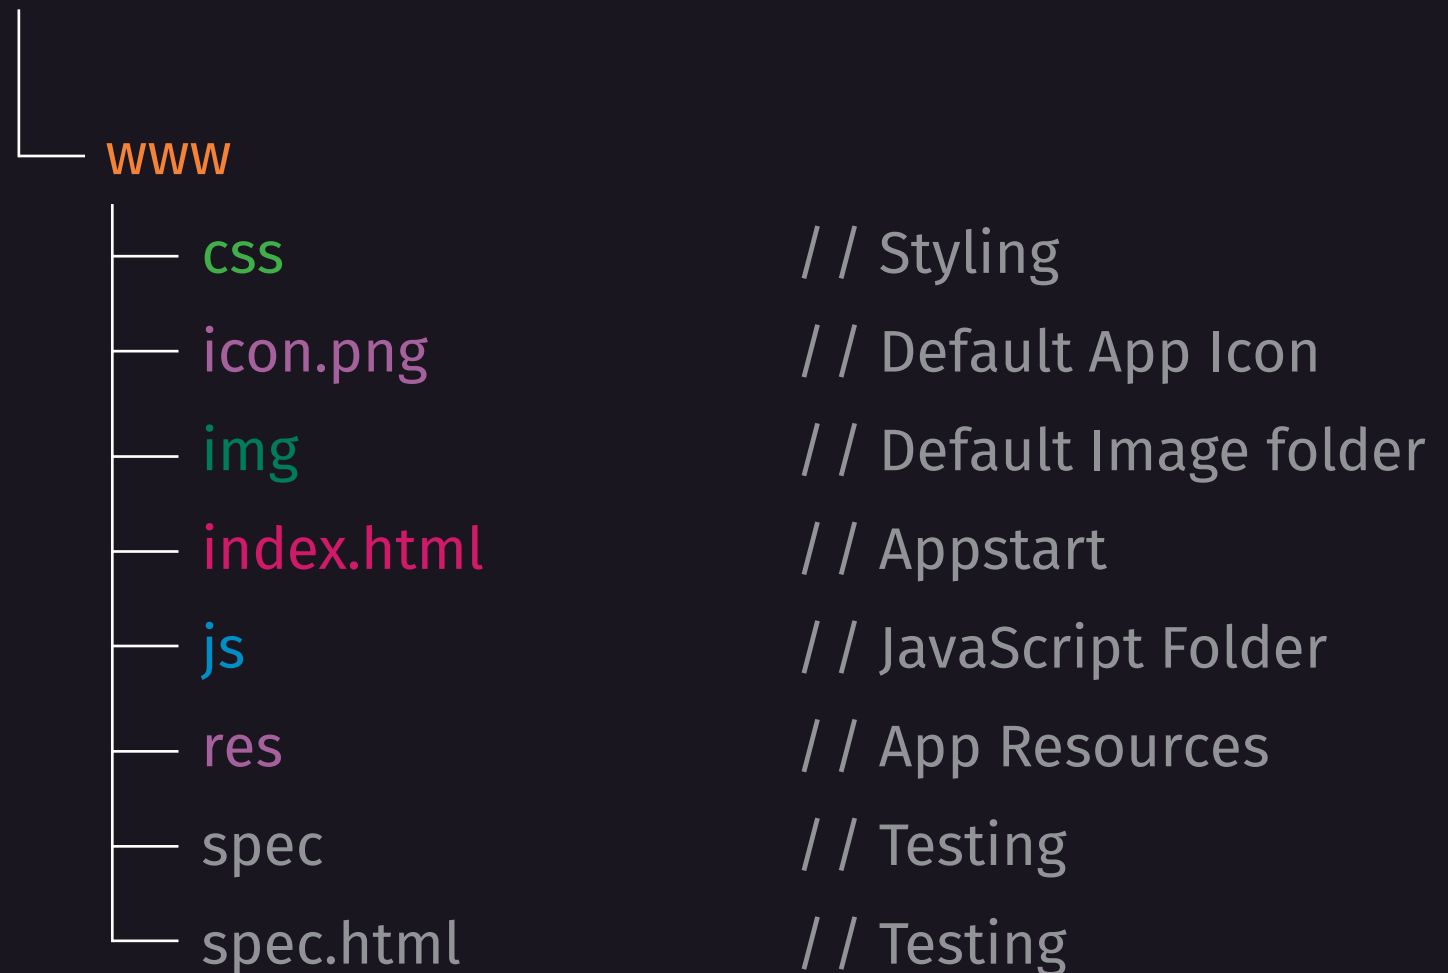 www
css // Styling
icon.png // Default App Icon
img // Default Image folder
index.html // Appstart
js // JavaScript Folder
res // App Resources
spec // Testing
spec.html // Testing